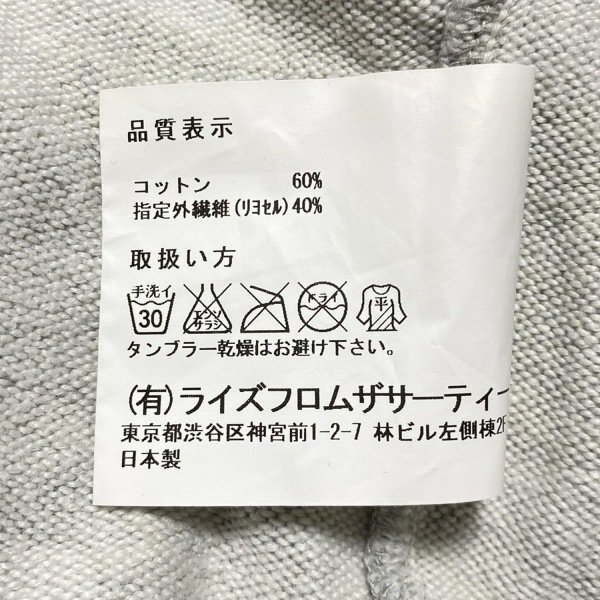 品質表示
コットン 60%
指定外繊維(リヨセル)40%
取扱い方
手洗イ 30 エンソサラシ ドライ 平
タンブラー乾燥はお避け下さい。
(有)ライズフロムザサーティー
東京都渋谷区神宮前1-2-7 林ビル左側棟2F
日本製